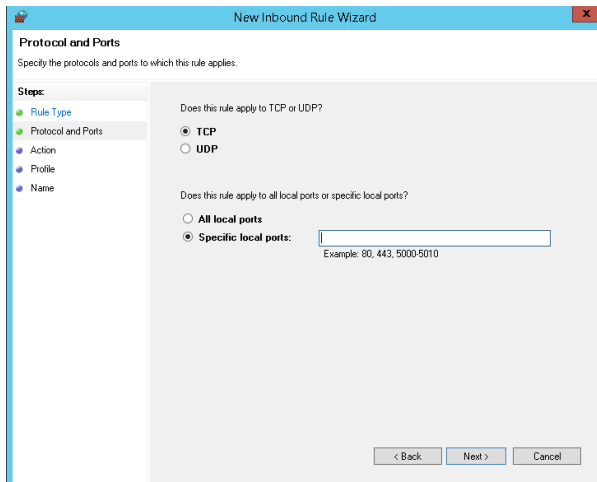 New Inbound Rule Wizard
x
Protocol and Ports
Specify the protocols and ports to which this rule applies.
Steps:
Rule Type
Protocol and Ports
Action
Profile
Name
Does this rule apply to TCP or UDP?
TCP
UDP
Does this rule apply to all local ports or specific local ports?
All local ports
Specific local ports:
Example: 80, 443, 5000-5010
< Back Next > Cancel